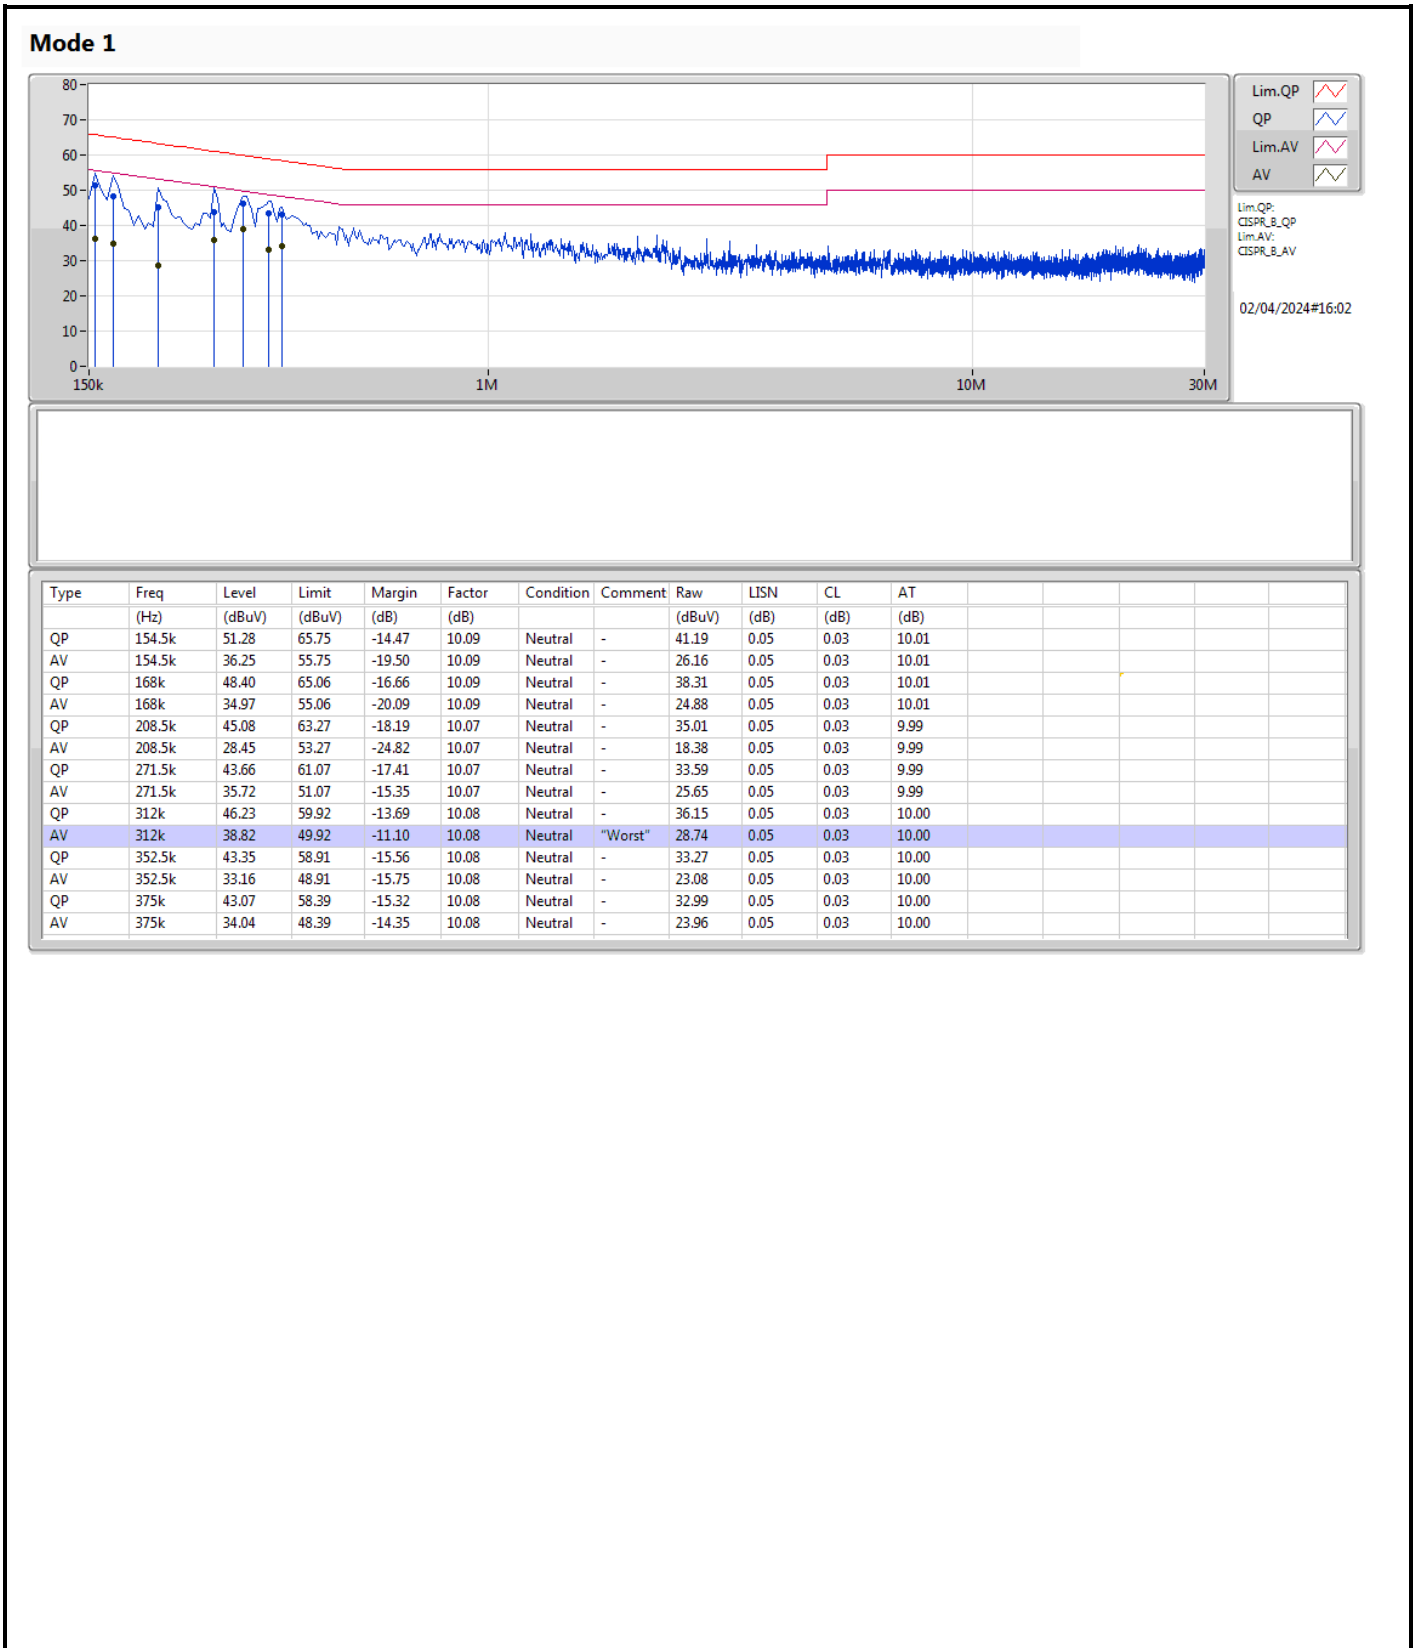 Mode 1
80
70
60
50
40
30
20
10
0
150k 1M 10M 30M
Lim.QP
QP
Lim.AV
AV
Lim.QP:
CISPR_B_QP
Lim.AV:
CISPR_B_AV
02/04/2024#16:02
Type Freq Level Limit Margin Factor Condition Comment Raw LISN CL AT
(Hz) (dBuV) (dBuV) (dB) (dB) (dBuV) (dB) (dB) (dB)
QP 154.5k 51.28 65.75 -14.47 10.09 Neutral - 41.19 0.05 0.03 10.01
AV 154.5k 36.25 55.75 -19.50 10.09 Neutral - 26.16 0.05 0.03 10.01
QP 168k 48.40 65.06 -16.66 10.09 Neutral - 38.31 0.05 0.03 10.01
AV 168k 34.97 55.06 -20.09 10.09 Neutral - 24.88 0.05 0.03 10.01
QP 208.5k 45.08 63.27 -18.19 10.07 Neutral - 35.01 0.05 0.03 9.99
AV 208.5k 28.45 53.27 -24.82 10.07 Neutral - 18.38 0.05 0.03 9.99
QP 271.5k 43.66 61.07 -17.41 10.07 Neutral - 33.59 0.05 0.03 9.99
AV 271.5k 35.72 51.07 -15.35 10.07 Neutral - 25.65 0.05 0.03 9.99
QP 312k 46.23 59.92 -13.69 10.08 Neutral - 36.15 0.05 0.03 10.00
AV 312k 38.82 49.92 -11.10 10.08 Neutral "Worst" 28.74 0.05 0.03 10.00
QP 352.5k 43.35 58.91 -15.56 10.08 Neutral - 33.27 0.05 0.03 10.00
AV 352.5k 33.16 48.91 -15.75 10.08 Neutral - 23.08 0.05 0.03 10.00
QP 375k 43.07 58.39 -15.32 10.08 Neutral - 32.99 0.05 0.03 10.00
AV 375k 34.04 48.39 -14.35 10.08 Neutral - 23.96 0.05 0.03 10.00